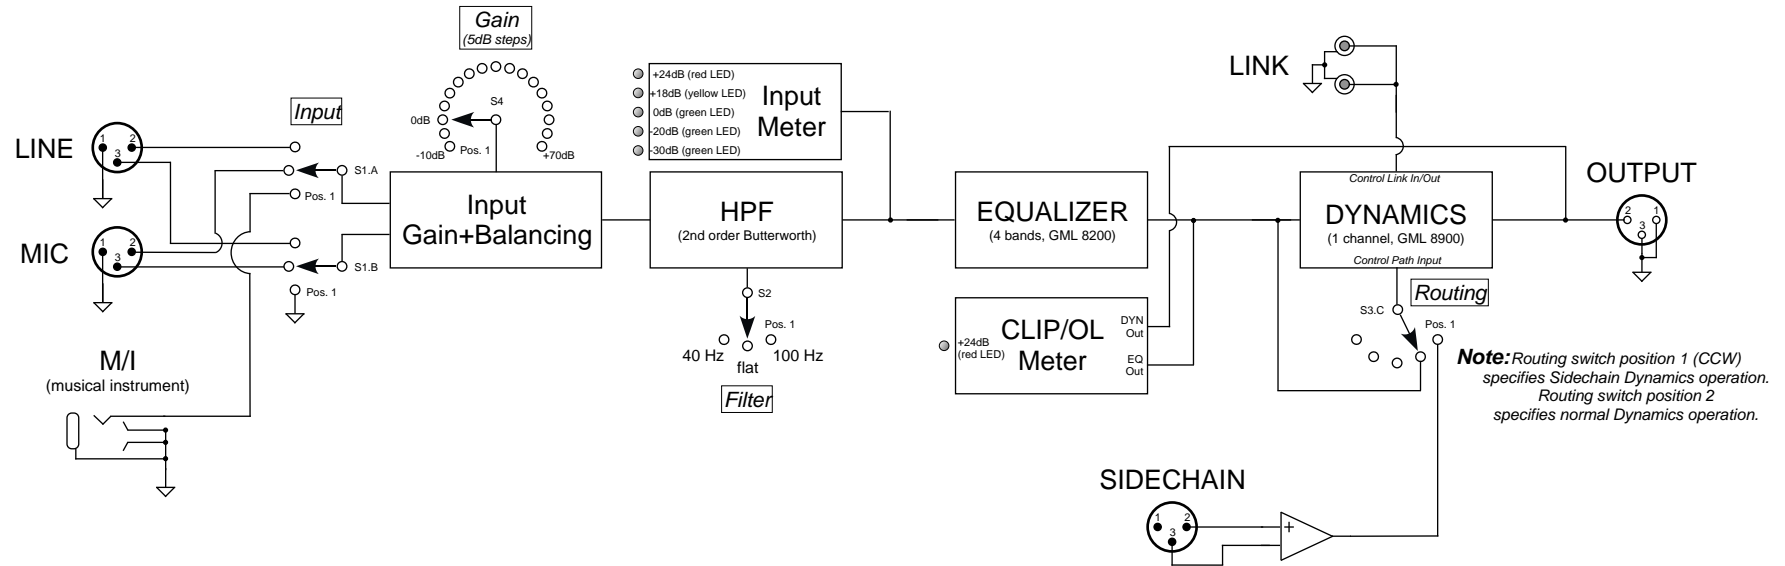 Gain
(5dB steps)
S4
0dB
-10dB
Pos. 1
+70dB
Input
LINE
1
2
3
S1.A
Pos. 1
MIC
1
2
3
S1.B
Pos. 1
M/I
(musical instrument)
Input
Gain+Balancing
+24dB (red LED)
+18dB (yellow LED)
0dB (green LED)
-20dB (green LED)
-30dB (green LED)
Input
Meter
HPF
(2nd order Butterworth)
S2
Pos. 1
40 Hz
flat
100 Hz
Filter
EQUALIZER
(4 bands, GML 8200)
CLIP/OL
Meter
+24dB
(red LED)
DYN
Out
EQ
Out
LINK
Control Link In/Out
DYNAMICS
(1 channel, GML 8900)
Control Path Input
Routing
S3.C
Pos. 1
OUTPUT
2
1
3
Note: Routing switch position 1 (CCW)
specifies Sidechain Dynamics operation.
Routing switch position 2
specifies normal Dynamics operation.
SIDECHAIN
1
2
3
+